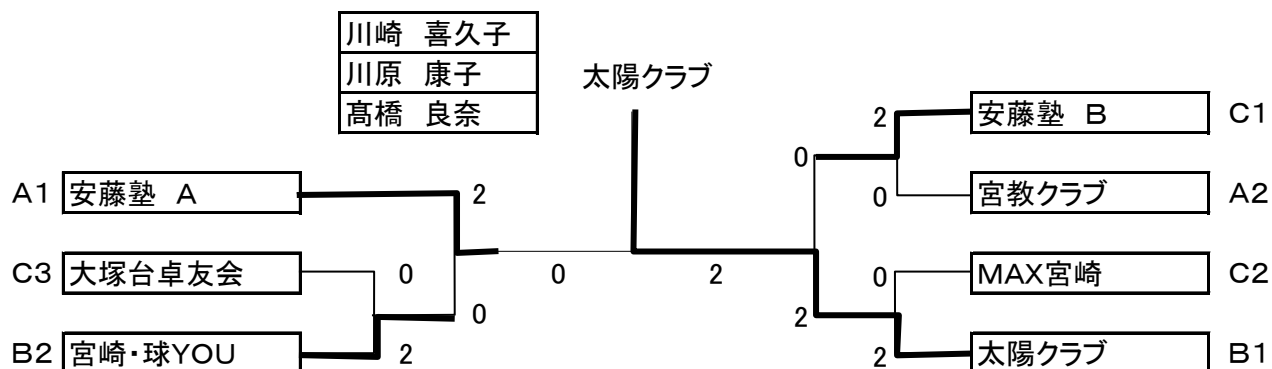 川崎　喜久子
川原　康子
髙橋　良奈
太陽クラブ
2 安藤塾　B C1
0
A1 安藤塾　A 2
0 宮教クラブ A2
C3 大塚台卓友会 0 0 2 0 MAX宮崎 C2
0 2
B2 宮崎・球YOU 2 2 太陽クラブ B1